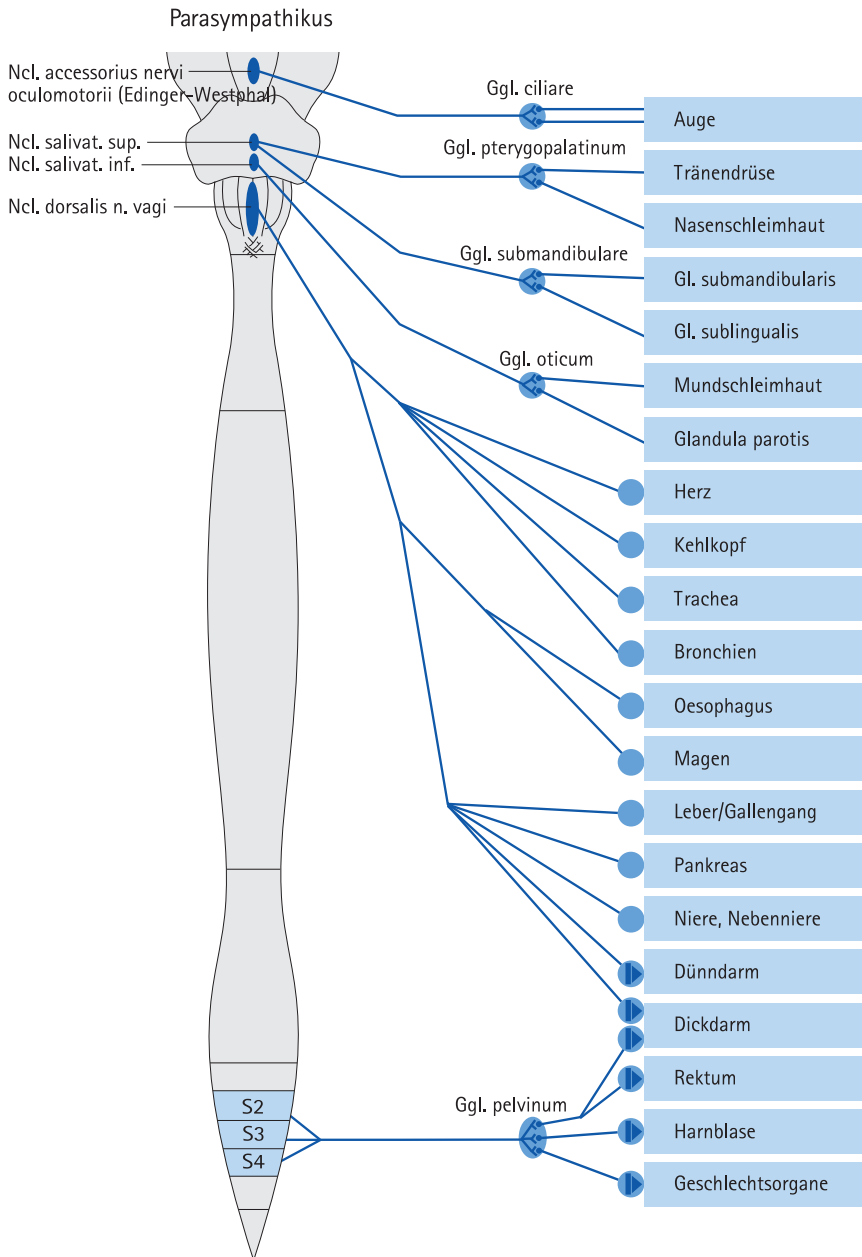 Parasympathikus
Ncl. accessorius nervi
oculomotorii (Edinger-Westphal)
Ncl. salivat. sup.
Ncl. salivat. inf.
Ncl. dorsalis n. vagi
Ggl. ciliare
Auge
Ggl. pterygopalatinum
Tränendrüse
Nasenschleimhaut
Ggl. submandibulare
Gl. submandibularis
Gl. sublingualis
Ggl. oticum
Mundschleimhaut
Glandula parotis
Herz
Kehlkopf
Trachea
Bronchien
Oesophagus
Magen
Leber/Gallengang
Pankreas
Niere, Nebenniere
Dünndarm
Dickdarm
Rektum
Ggl. pelvinum
Harnblase
Geschlechtsorgane
S2
S3
S4